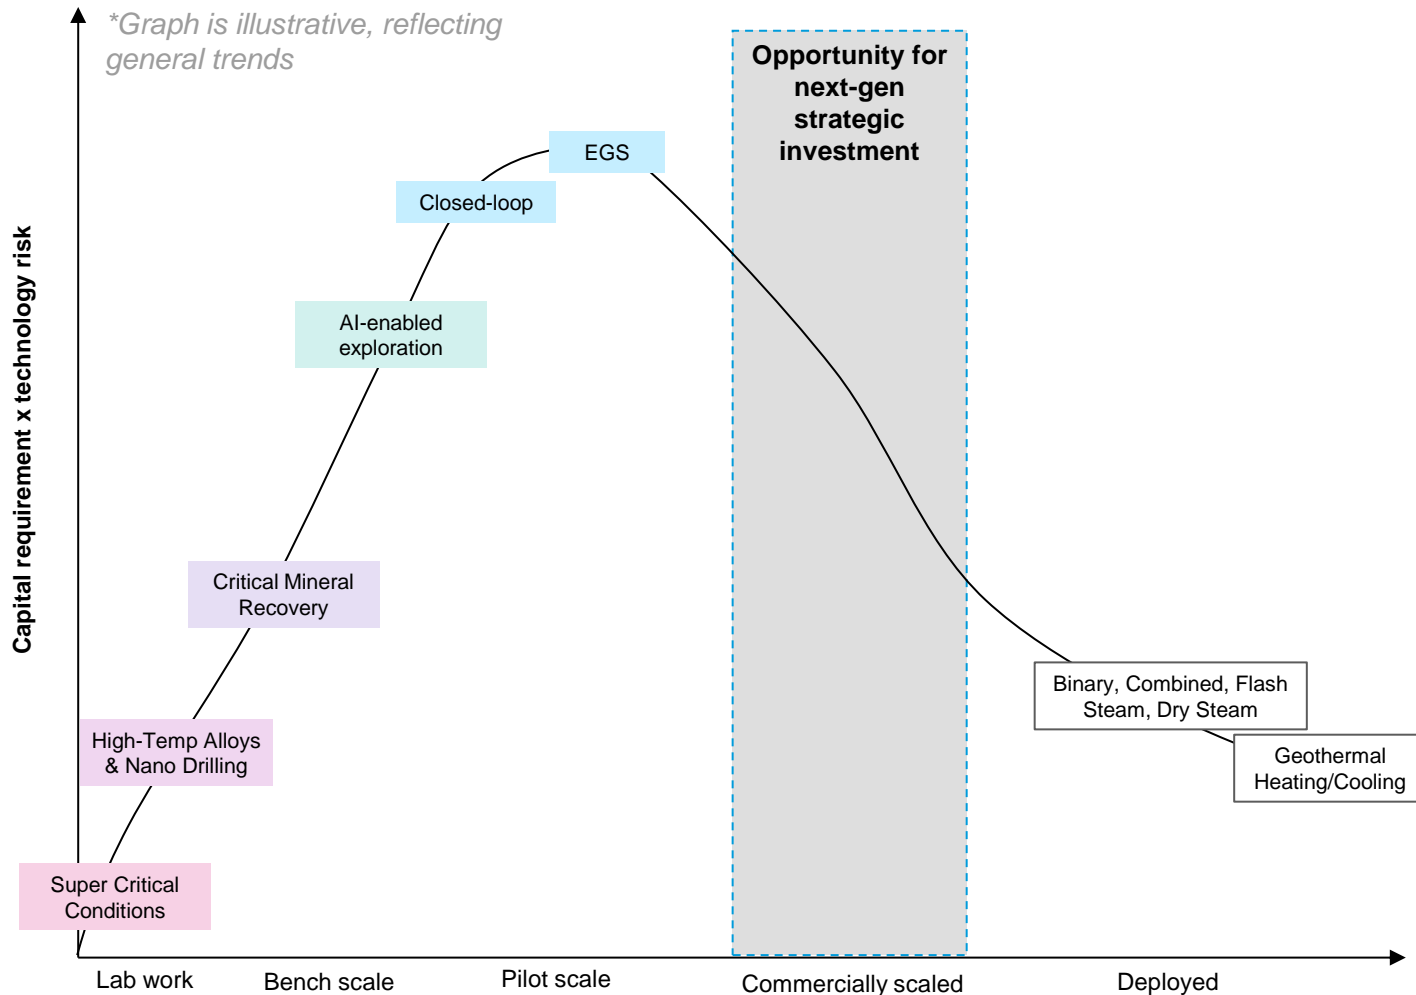 *Graph is illustrative, reflecting
general trends
Opportunity for
next-gen
strategic
investment
EGS
Closed-loop
AI-enabled
exploration
Critical Mineral
Recovery
High-Temp Alloys
& Nano Drilling
Super Critical
Conditions
Binary, Combined, Flash
Steam, Dry Steam
Geothermal
Heating/Cooling
Capital requirement x technology risk
Lab work
Bench scale
Pilot scale
Commercially scaled
Deployed